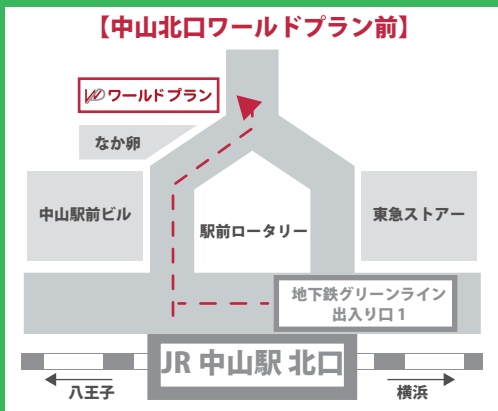 【中山北口ワールドプラン前】
ワールドプラン
なか卯
中山駅前ビル
駅前ロータリー
東急ストアー
地下鉄グリーンライン
出入り口1
JR 中山駅 北口
八王子
横浜